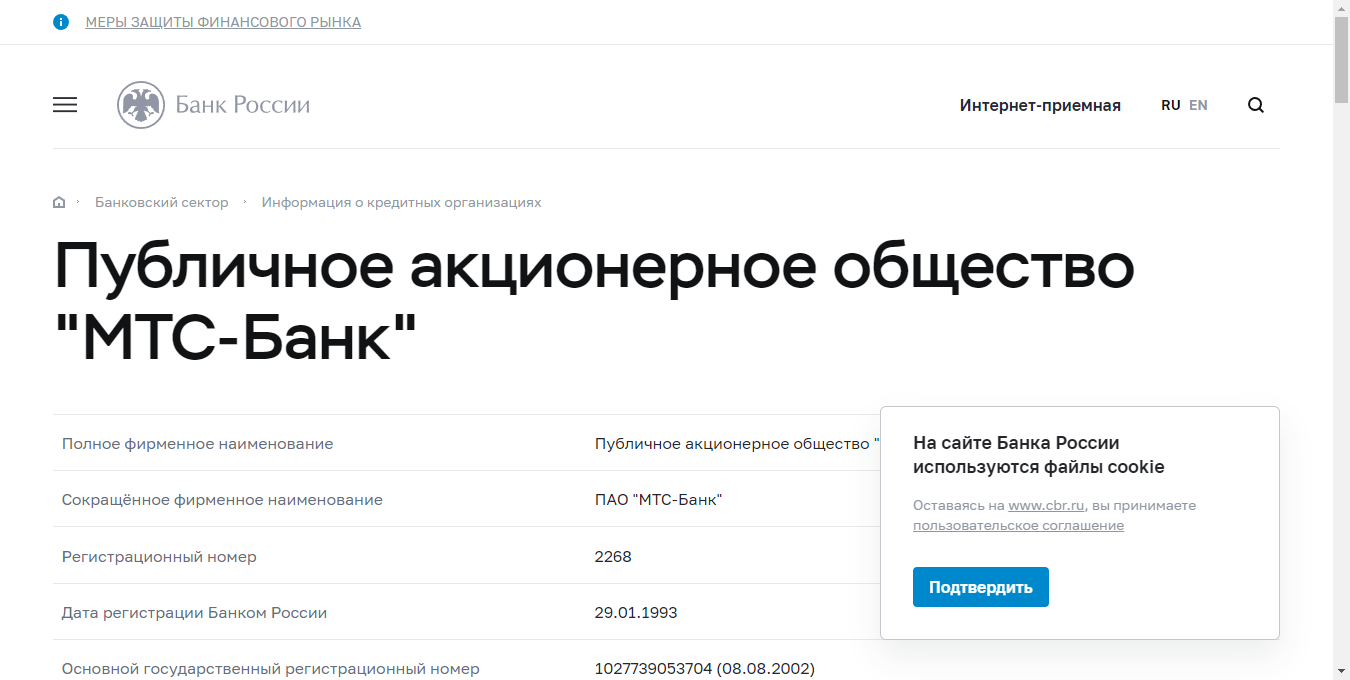 МЕРЫ ЗАЩИТЫ ФИНАНСОВОГО РЫНКА
Банк России
Интернет-приемная
RU EN
Банковский сектор
Информация о кредитных организациях
Публичное акционерное общество
"МТС-Банк"
Полное фирменное наименование
Публичное акционерное общество "
Сокращённое фирменное наименование
ПАО "МТС-Банк"
Регистрационный номер
2268
Дата регистрации Банком России
29.01.1993
Основной государственный регистрационный номер
1027739053704 (08.08.2002)
На сайте Банка России
используются файлы cookie
Оставаясь на www.cbr.ru, вы принимаете
пользовательское соглашение
Подтвердить